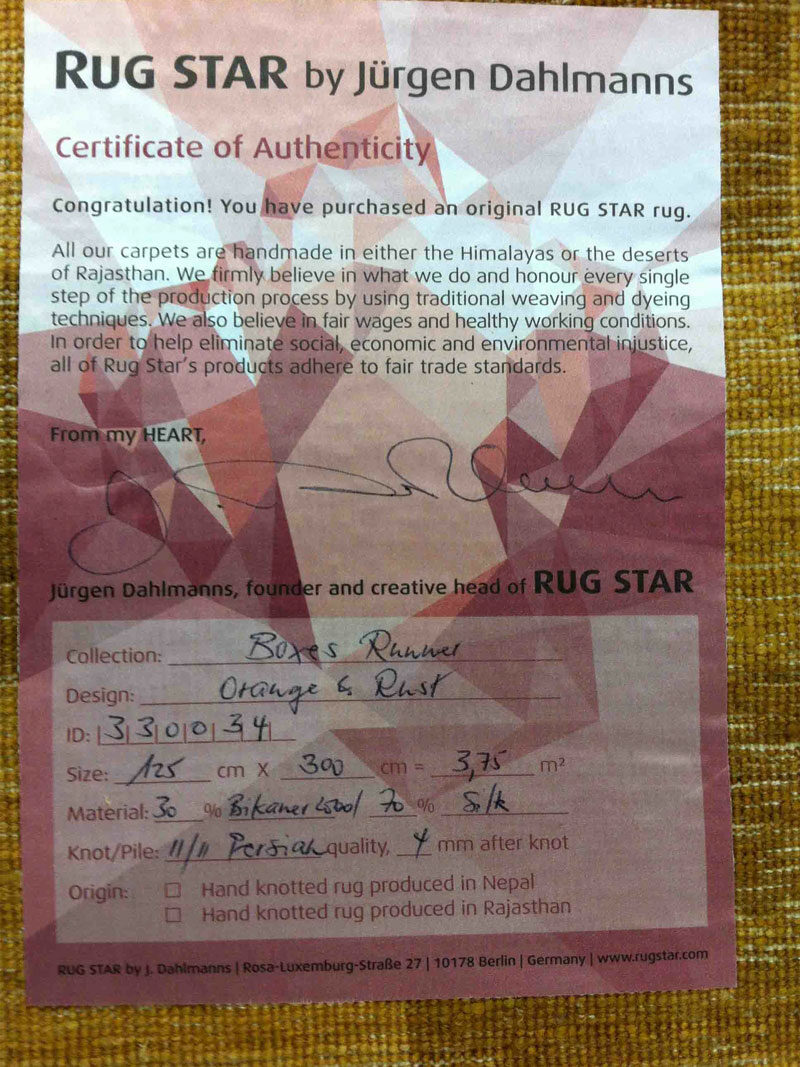 RUG STAR by Jürgen Dahlmanns
Certificate of Authenticity
Congratulation! You have purchased an original RUG STAR rug.
All our carpets are handmade in either the Himalayas or the deserts
of Rajasthan. We firmly believe in what we do and honour every single
step of the production process by using traditional weaving and dyeing
techniques. We also believe in fair wages and healthy working conditions.
In order to help eliminate social, economic and environmental injustice,
all of Rug Star's products adhere to fair trade standards.
From my HEART,
Jürgen Dahlmanns, founder and creative head of RUG STAR
Collection: Boxes Runner
Design: Orange & Rust
ID: 330034
Size: 125 cm X 300 cm = 3,75 m²
Material: 30 % Bikaner Wool 70 % Silk
Knot/Pile: 11/11 Persian quality, 4 mm after knot
Origin: ☐ Hand knotted rug produced in Nepal
☐ Hand knotted rug produced in Rajasthan
RUG STAR by J. Dahlmanns | Rosa-Luxemburg-Straße 27 | 10178 Berlin | Germany | www.rugstar.com